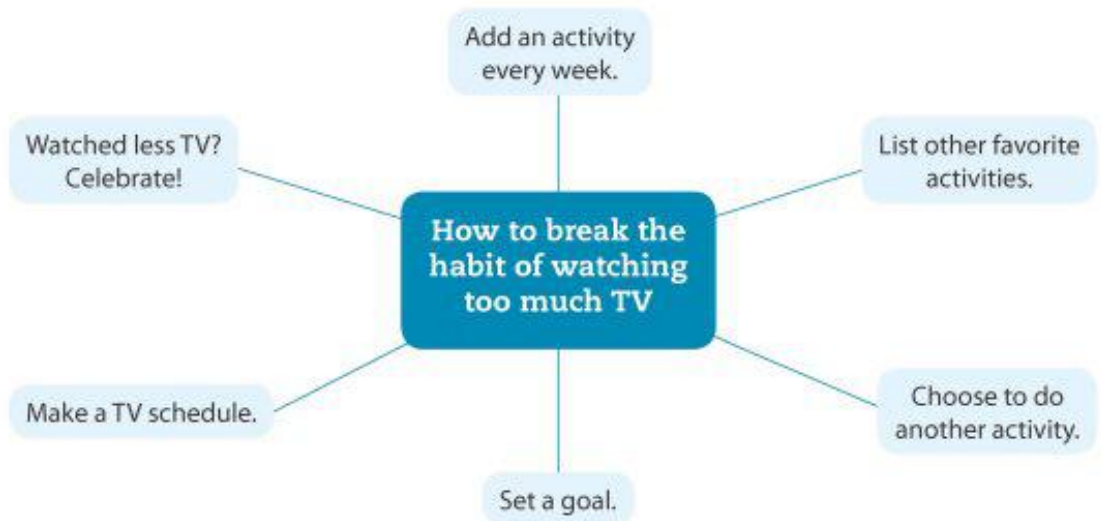 Add an activity
every week.
Watched less TV?
Celebrate!
List other favorite
activities.
How to break the
habit of watching
too much TV
Make a TV schedule.
Choose to do
another activity.
Set a goal.